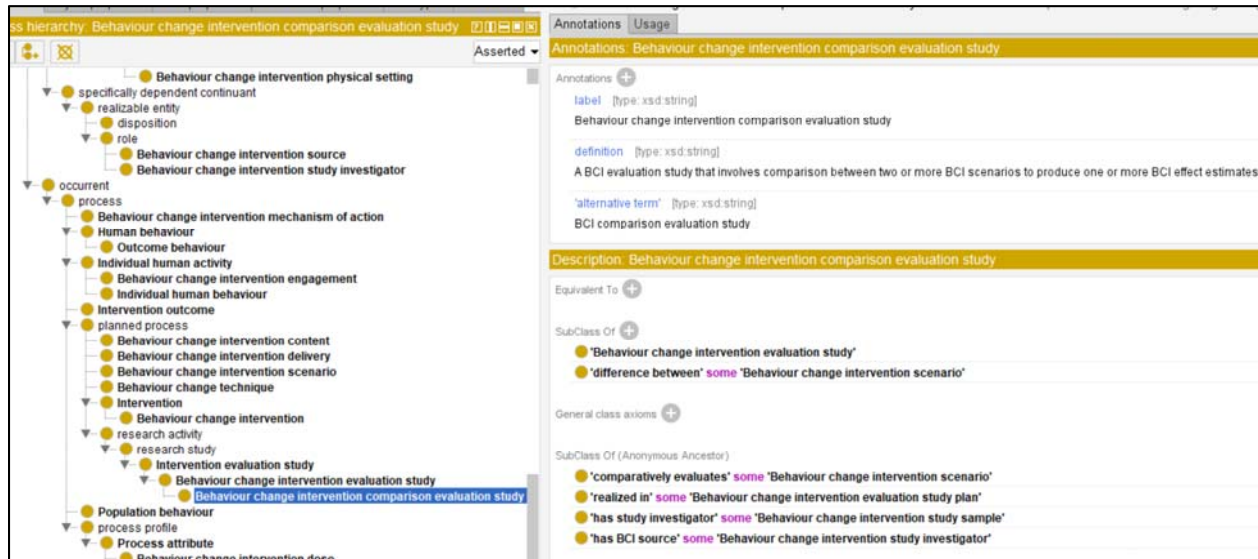 ss hierarchy: Behaviour change intervention comparison evaluation study
Asserted
Behaviour change intervention physical setting
specifically dependent continuant
realizable entity
disposition
role
Behaviour change intervention source
Behaviour change intervention study investigator
occurrent
process
Behaviour change intervention mechanism of action
Human behaviour
Outcome behaviour
Individual human activity
Behaviour change intervention engagement
Individual human behaviour
Intervention outcome
planned process
Behaviour change intervention content
Behaviour change intervention delivery
Behaviour change intervention scenario
Behaviour change technique
Intervention
Behaviour change intervention
research activity
research study
Intervention evaluation study
Behaviour change intervention evaluation study
Behaviour change intervention comparison evaluation study
Population behaviour
process profile
Process attribute
Behaviour change intervention dose
Annotations Usage
Annotations: Behaviour change intervention comparison evaluation study
Annotations
label [type: xsd:string]
Behaviour change intervention comparison evaluation study
definition [type: xsd:string]
A BCI evaluation study that involves comparison between two or more BCI scenarios to produce one or more BCI effect estimates
'alternative term' [type: xsd:string]
BCI comparison evaluation study
Description: Behaviour change intervention comparison evaluation study
Equivalent To
SubClass Of
'Behaviour change intervention evaluation study'
'difference between' some 'Behaviour change intervention scenario'
General class axioms
SubClass Of (Anonymous Ancestor)
'comparatively evaluates' some 'Behaviour change intervention scenario'
'realized in' some 'Behaviour change intervention evaluation study plan'
'has study investigator' some 'Behaviour change intervention study sample'
'has BCI source' some 'Behaviour change intervention study investigator'